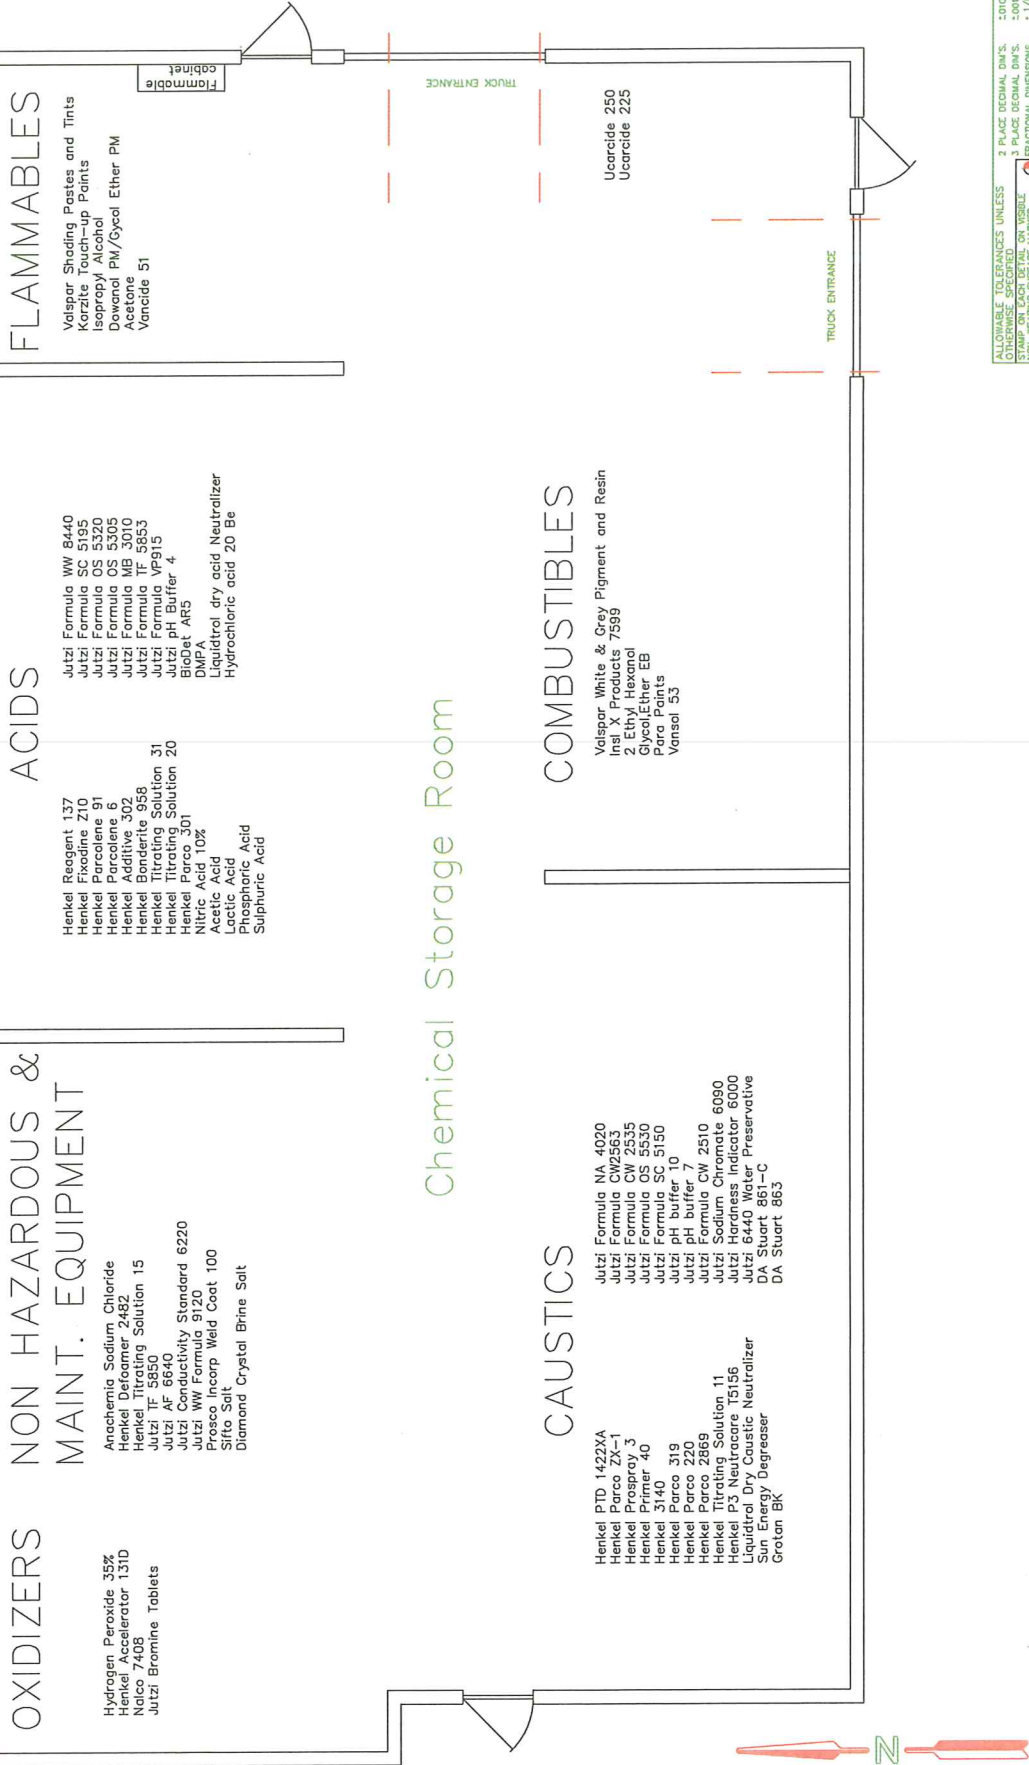 OXIDIZERS
Hydrogen Peroxide 35%
Henkel Accelerator 131D
Nalco 7408
Jutzi Bromine Tablets
NON HAZARDOUS &
MAINT. EQUIPMENT
Anachemia Sodium Chloride
Henkel Defoamer 2482
Henkel Titrating Solution 15
Jutzi TF 5850
Jutzi AF 6640
Jutzi Conductivity Standard 6220
Jutzi WW Formula 9120
Prosco Incorp Weld Coat 100
Sifto Salt
Diamond Crystal Brine Salt
ACIDS
Henkel Reagent 137
Henkel Fixodine Z10
Henkel Parcolene 91
Henkel Parcolene 6
Henkel Additive 302
Henkel Bonderite 958
Henkel Titrating Solution 31
Henkel Titrating Solution 20
Henkel Parco 301
Nitric Acid 10%
Acetic Acid
Lactic Acid
Phosphoric Acid
Sulphuric Acid
Jutzi Formula WW 8440
Jutzi Formula SC 5195
Jutzi Formula OS 5320
Jutzi Formula OS 5305
Jutzi Formula MB 3010
Jutzi Formula TF 5853
Jutzi Formula VP915
Jutzi pH Buffer 4
BioDet AR5
DMPA
Liquidtrol dry acid Neutralizer
Hydrochloric acid 20 Be
FLAMMABLES
Valspar Shading Pastes and Tints
Korzite Touch-up Paints
Isopropyl Alcohol
Dowanol PM/Gycol Ether PM
Acetone
Vancide 51
Flammable
cabinet
TRUCK ENTRANCE
Chemical Storage Room
CAUSTICS
Henkel PTD 1422XA
Henkel Parco ZX-1
Henkel Prospray 3
Henkel Primer 40
Henkel 3140
Henkel Parco 319
Henkel Parco 220
Henkel Parco 2869
Henkel Titrating Solution 11
Henkel P3 Neutracare T5156
Liquidtrol Dry Caustic Neutralizer
Sun Energy Degreaser
Grotan BK
Jutzi Formula NA 4020
Jutzi Formula CW2563
Jutzi Formula CW 2535
Jutzi Formula OS 5530
Jutzi Formula SC 5150
Jutzi pH buffer 10
Jutzi pH buffer 7
Jutzi Formula CW 2510
Jutzi Sodium Chromate 6090
Jutzi Hardness Indicator 6000
Jutzi 6440 Water Preservative
DA Stuart 861-C
DA Stuart 863
COMBUSTIBLES
Valspar White & Grey Pigment and Resin
Insl X Products 7599
2 Ethyl Hexanol
Glycol,Ether EB
Para Paints
Vansol 53
Ucarcide 250
Ucarcide 225
TRUCK ENTRANCE
N
ALLOWABLE TOLERANCES UNLESS
OTHERWISE SPECIFIED
2 PLACE DECIMAL DIM'S.
3 PLACE DECIMAL DIM'S.
STAMP ON EACH DETAIL ON VISIBLE